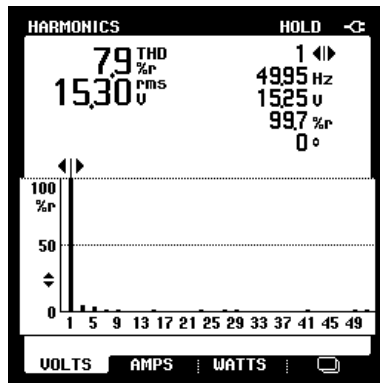 HARMONICS HOLD
7,9 THD %r
15,30 rms V
1
49,95 Hz
15,25 V
99,7 %r
0 °
100
%r
50
0
1 5 9 13 17 21 25 29 33 37 41 45 49
VOLTS AMPS WATTS